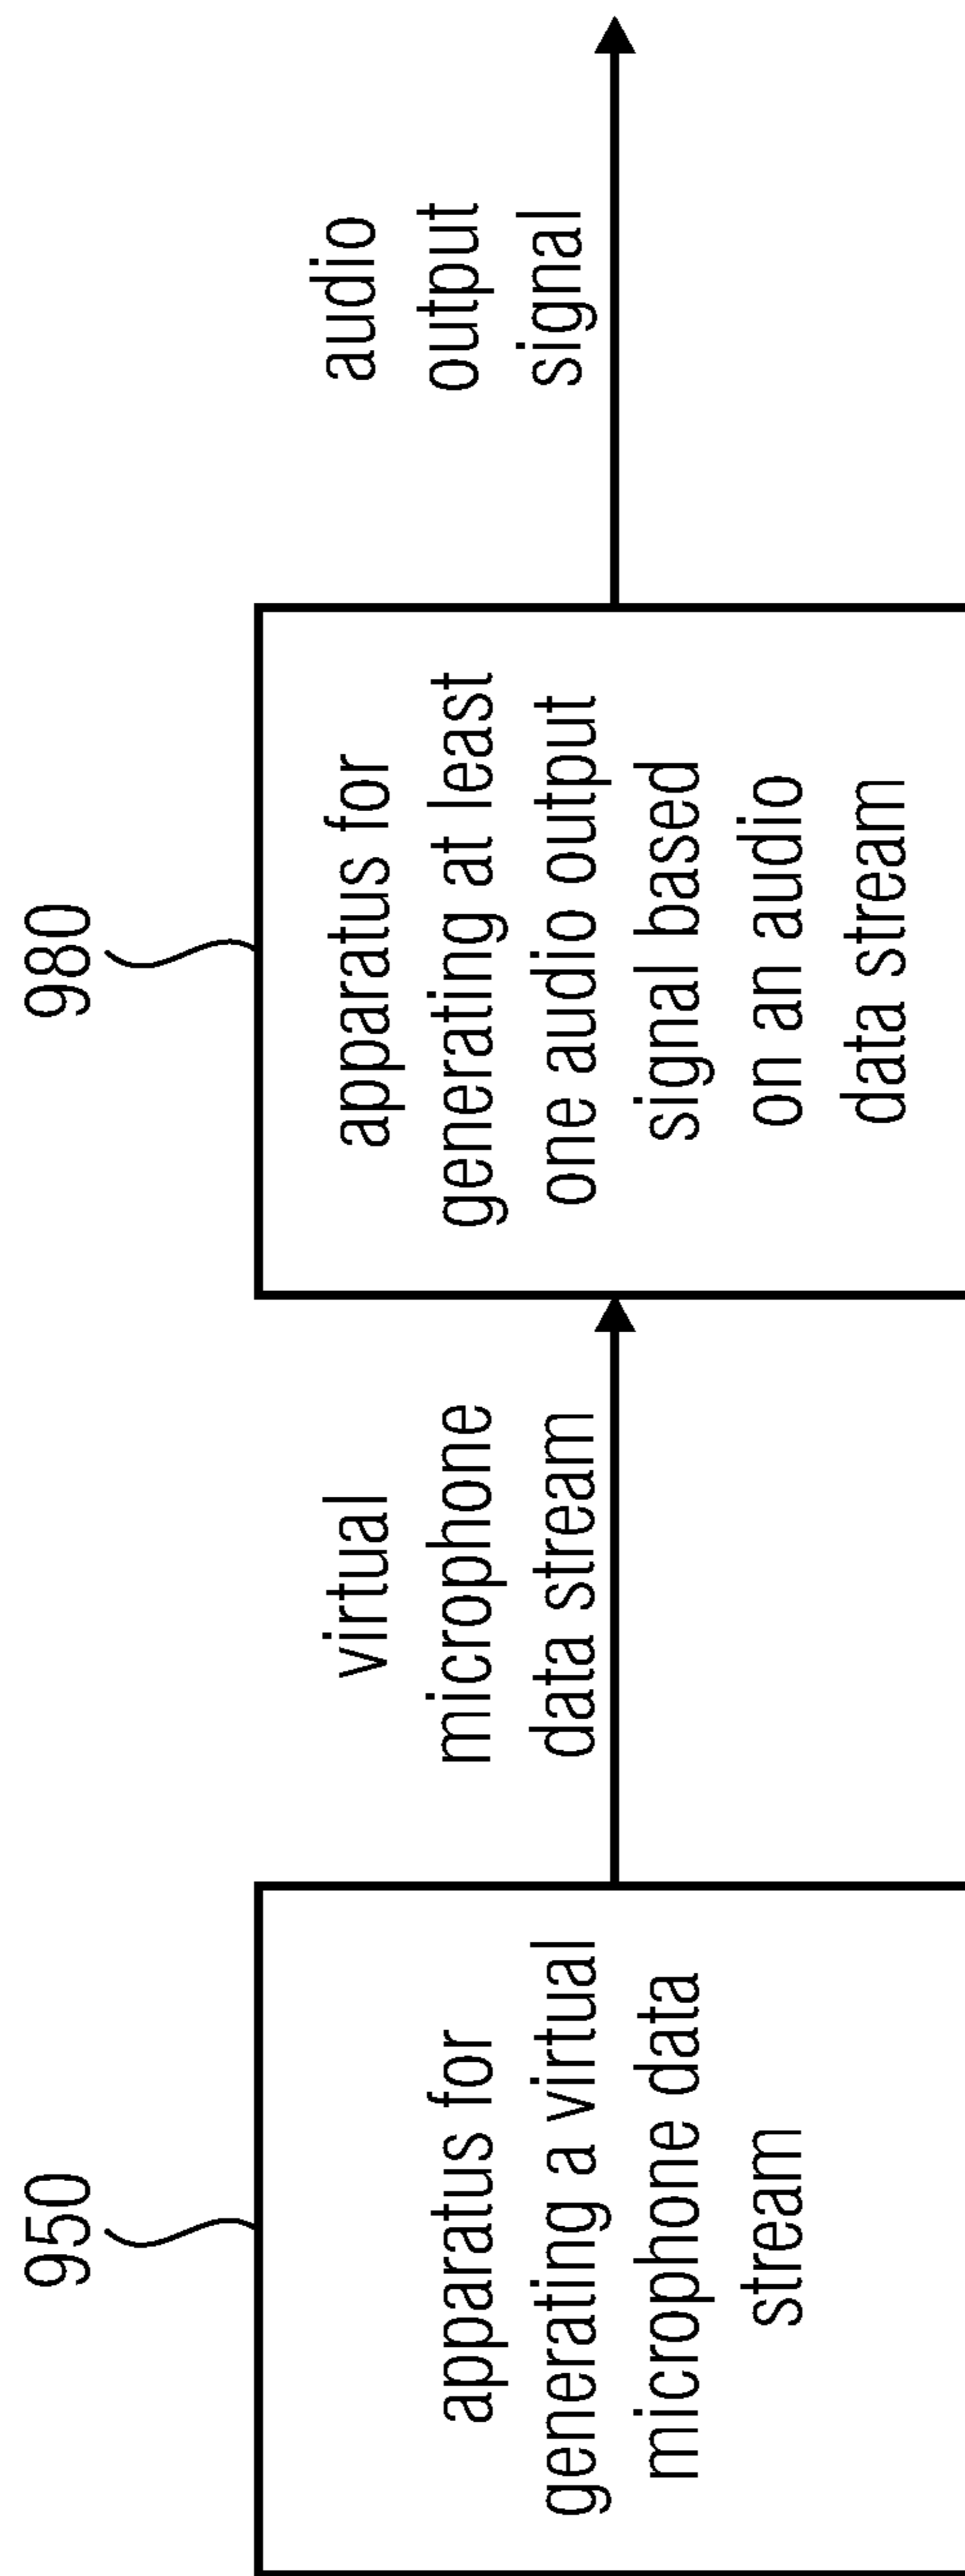 950
apparatus for
generating a virtual
microphone data
stream
virtual
microphone
data stream
980
apparatus for
generating at least
one audio output
signal based
on an audio
data stream
audio
output
signal